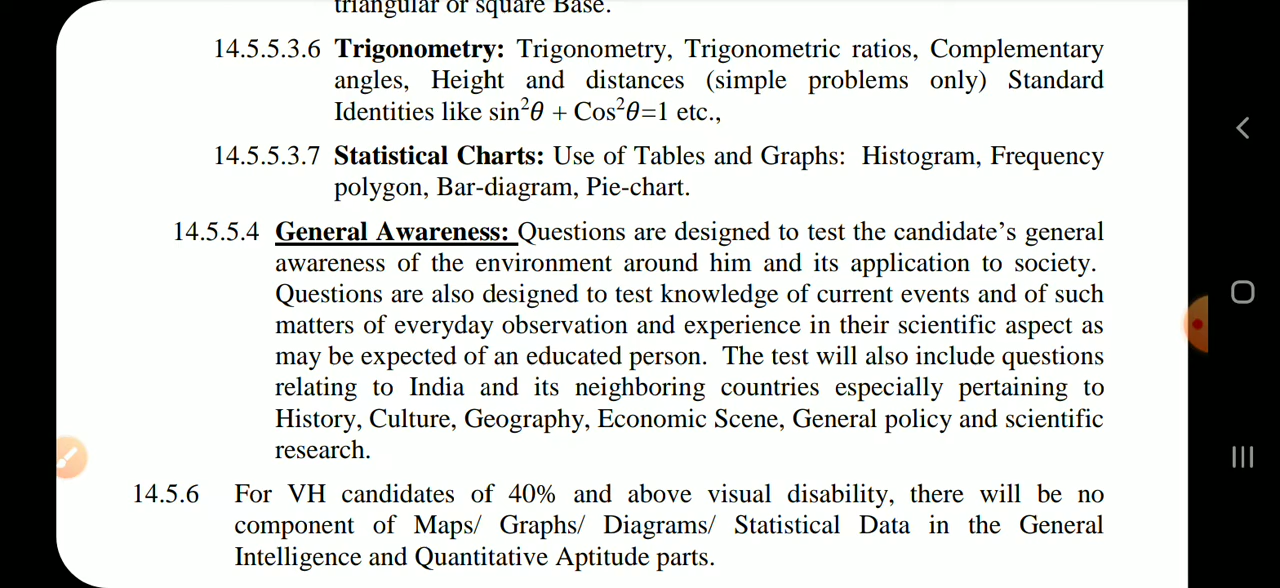 triangular or square Base.
14.5.5.3.6 Trigonometry: Trigonometry, Trigonometric ratios, Complementary
angles, Height and distances (simple problems only) Standard
Identities like sin²θ + Cos²θ=1 etc.,
14.5.5.3.7 Statistical Charts: Use of Tables and Graphs: Histogram, Frequency
polygon, Bar-diagram, Pie-chart.
14.5.5.4 General Awareness: Questions are designed to test the candidate’s general
awareness of the environment around him and its application to society.
Questions are also designed to test knowledge of current events and of such
matters of everyday observation and experience in their scientific aspect as
may be expected of an educated person. The test will also include questions
relating to India and its neighboring countries especially pertaining to
History, Culture, Geography, Economic Scene, General policy and scientific
research.
14.5.6 For VH candidates of 40% and above visual disability, there will be no
component of Maps/ Graphs/ Diagrams/ Statistical Data in the General
Intelligence and Quantitative Aptitude parts.